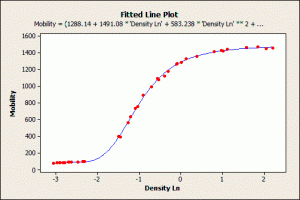 Fitted Line Plot
Mobility = (1288.14 + 1491.08 * 'Density Ln' + 583.238 * 'Density Ln' ** 2 + ...
1600
1400
1200
1000
800
600
400
200
0
Mobility
-3 -2 -1 0 1 2
Density Ln